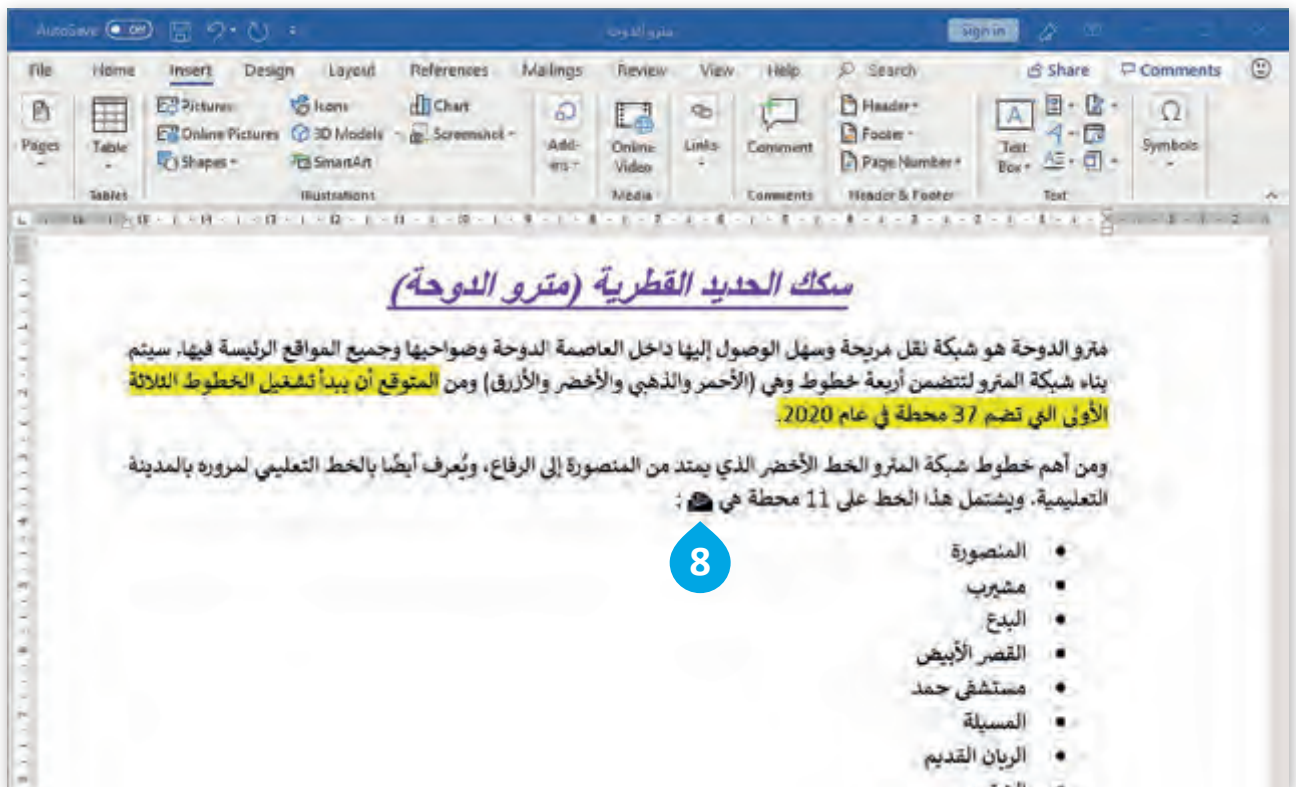 AutoSave Off مترو الدوحة Sign in
File Home Insert Design Layout References Mailings Review View Help Search Share Comments
Pages Table Pictures Online Pictures Shapes Icons 3D Models SmartArt Chart Screenshot Add-ins Online Video Links Comment Header Footer Page Number Text Box Symbols
Tables Illustrations Media Comments Header & Footer Text
سكك الحديد القطرية (مترو الدوحة)
مترو الدوحة هو شبكة نقل مريحة وسهل الوصول إليها داخل العاصمة الدوحة وضواحيها وجميع المواقع الرئيسة فيها. سيتم
بناء شبكة المترو لتتضمن أربعة خطوط وهي (الأحمر والذهبي والأخضر والأزرق) ومن المتوقع أن يبدأ تشغيل الخطوط الثلاثة
الأولى التي تضم 37 محطة في عام 2020.
ومن أهم خطوط شبكة المترو الخط الأخضر الذي يمتد من المنصورة إلى الرفاع، ويُعرف أيضًا بالخط التعليمي لمروره بالمدينة
التعليمية. ويشتمل هذا الخط على 11 محطة هي :
8
• المنصورة
• مشيرب
• البدع
• القصر الأبيض
• مستشفى حمد
• المسيلة
• الريان القديم